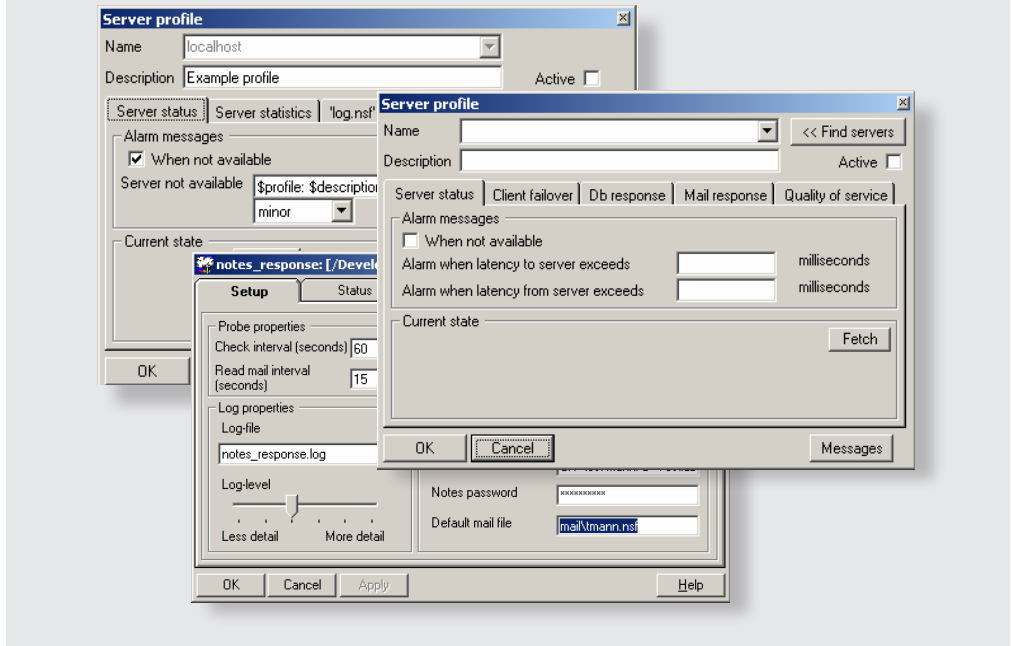 Server profile
Name localhost
Description Example profile Active
Server status Server statistics 'log.nsf'
Alarm messages
When not available
Server not available $profile: $description
minor
Current state
OK
Server profile
Name << Find servers
Description Active
Server status Client failover Db response Mail response Quality of service
Alarm messages
When not available
Alarm when latency to server exceeds milliseconds
Alarm when latency from server exceeds milliseconds
Current state
Fetch
OK Cancel Messages
notes_response: [/Develo
Setup Status
Probe properties
Check interval (seconds) 60
Read mail interval
(seconds) 15
Log properties
Log-file
notes_response.log
Log-level
Less detail More detail
Notes password **********
Default mail file mail\tmann.nsf
OK Cancel Apply Help